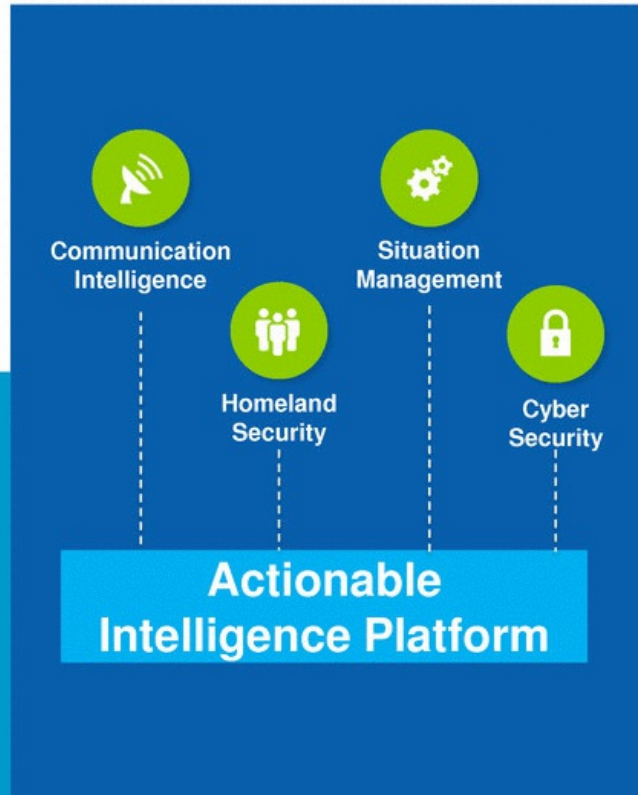 Communication
Intelligence
Situation
Management
Homeland
Security
Cyber
Security
Actionable
Intelligence Platform